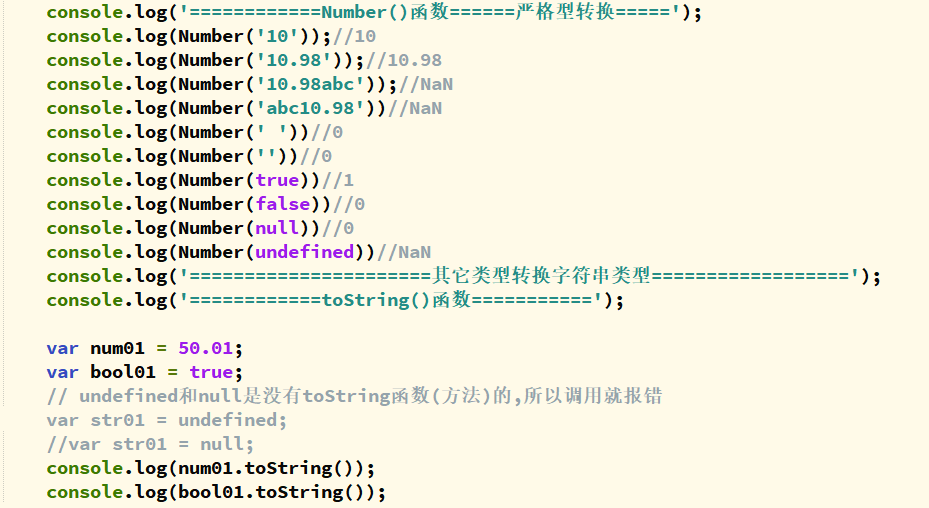 console.log('============Number()函数======严格型转换=====');
console.log(Number('10'));//10
console.log(Number('10.98'));//10.98
console.log(Number('10.98abc'));//NaN
console.log(Number('abc10.98'))//NaN
console.log(Number(' '))//0
console.log(Number(''))//0
console.log(Number(true))//1
console.log(Number(false))//0
console.log(Number(null))//0
console.log(Number(undefined))//NaN
console.log('======================其它类型转换字符串类型==================');
console.log('============toString()函数===========');
var num01 = 50.01;
var bool01 = true;
// undefined和null是没有toString函数(方法)的,所以调用就报错
var str01 = undefined;
//var str01 = null;
console.log(num01.toString());
console.log(bool01.toString());